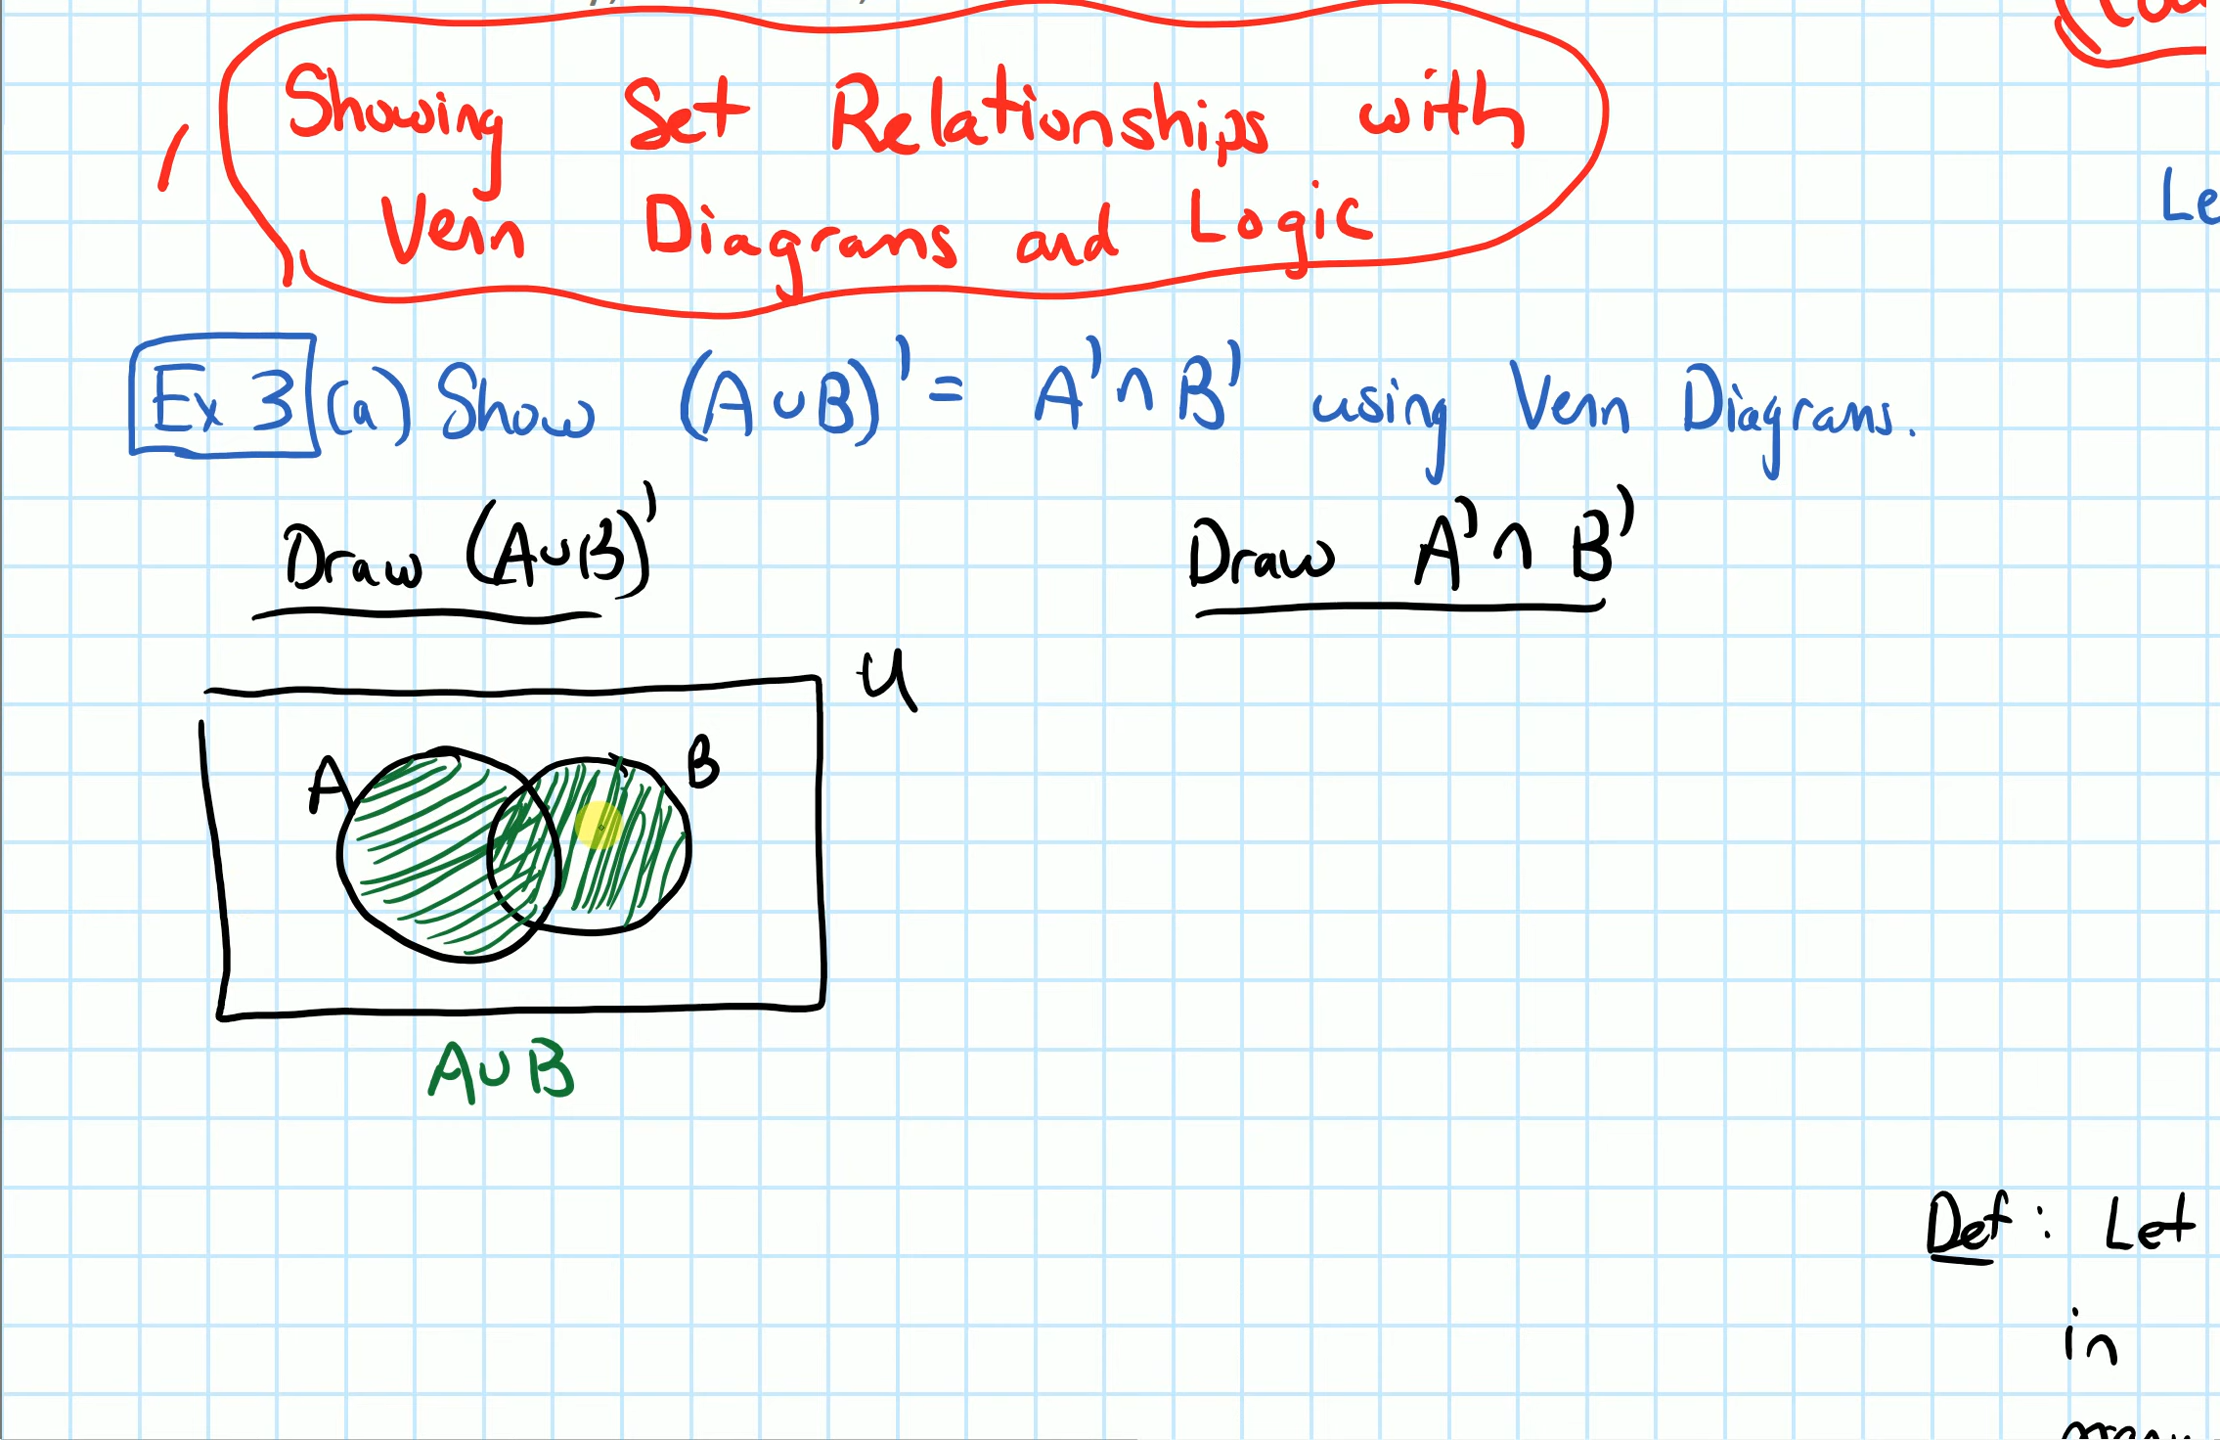 Showing Set Relationships with
Venn Diagrams and Logic
Le
Ex 3 (a) Show (A∪B)' = A'∩B' using Venn Diagrams.
Draw (A∪B)'
Draw A'∩B'
U
A
B
A∪B
Def: Let
in